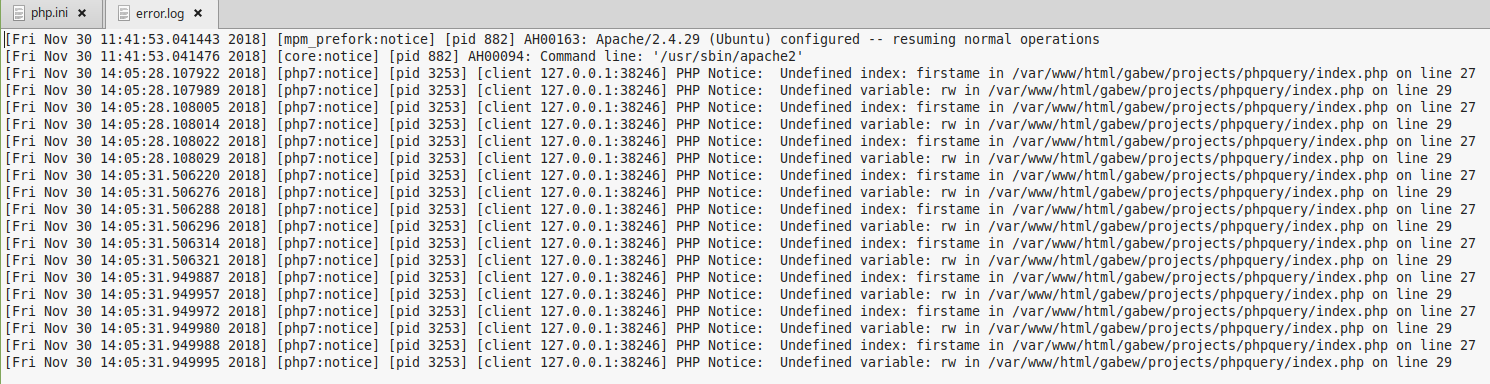 php.ini ✕ error.log ✕
[Fri Nov 30 11:41:53.041443 2018] [mpm_prefork:notice] [pid 882] AH00163: Apache/2.4.29 (Ubuntu) configured -- resuming normal operations
[Fri Nov 30 11:41:53.041476 2018] [core:notice] [pid 882] AH00094: Command line: '/usr/sbin/apache2'
[Fri Nov 30 14:05:28.107922 2018] [php7:notice] [pid 3253] [client 127.0.0.1:38246] PHP Notice:  Undefined index: firstame in /var/www/html/gabew/projects/phpquery/index.php on line 27
[Fri Nov 30 14:05:28.107989 2018] [php7:notice] [pid 3253] [client 127.0.0.1:38246] PHP Notice:  Undefined variable: rw in /var/www/html/gabew/projects/phpquery/index.php on line 29
[Fri Nov 30 14:05:28.108005 2018] [php7:notice] [pid 3253] [client 127.0.0.1:38246] PHP Notice:  Undefined index: firstame in /var/www/html/gabew/projects/phpquery/index.php on line 27
[Fri Nov 30 14:05:28.108014 2018] [php7:notice] [pid 3253] [client 127.0.0.1:38246] PHP Notice:  Undefined variable: rw in /var/www/html/gabew/projects/phpquery/index.php on line 29
[Fri Nov 30 14:05:28.108022 2018] [php7:notice] [pid 3253] [client 127.0.0.1:38246] PHP Notice:  Undefined index: firstame in /var/www/html/gabew/projects/phpquery/index.php on line 27
[Fri Nov 30 14:05:28.108029 2018] [php7:notice] [pid 3253] [client 127.0.0.1:38246] PHP Notice:  Undefined variable: rw in /var/www/html/gabew/projects/phpquery/index.php on line 29
[Fri Nov 30 14:05:31.506220 2018] [php7:notice] [pid 3253] [client 127.0.0.1:38246] PHP Notice:  Undefined index: firstame in /var/www/html/gabew/projects/phpquery/index.php on line 27
[Fri Nov 30 14:05:31.506276 2018] [php7:notice] [pid 3253] [client 127.0.0.1:38246] PHP Notice:  Undefined variable: rw in /var/www/html/gabew/projects/phpquery/index.php on line 29
[Fri Nov 30 14:05:31.506288 2018] [php7:notice] [pid 3253] [client 127.0.0.1:38246] PHP Notice:  Undefined index: firstame in /var/www/html/gabew/projects/phpquery/index.php on line 27
[Fri Nov 30 14:05:31.506296 2018] [php7:notice] [pid 3253] [client 127.0.0.1:38246] PHP Notice:  Undefined variable: rw in /var/www/html/gabew/projects/phpquery/index.php on line 29
[Fri Nov 30 14:05:31.506314 2018] [php7:notice] [pid 3253] [client 127.0.0.1:38246] PHP Notice:  Undefined index: firstame in /var/www/html/gabew/projects/phpquery/index.php on line 27
[Fri Nov 30 14:05:31.506321 2018] [php7:notice] [pid 3253] [client 127.0.0.1:38246] PHP Notice:  Undefined variable: rw in /var/www/html/gabew/projects/phpquery/index.php on line 29
[Fri Nov 30 14:05:31.949887 2018] [php7:notice] [pid 3253] [client 127.0.0.1:38246] PHP Notice:  Undefined index: firstame in /var/www/html/gabew/projects/phpquery/index.php on line 27
[Fri Nov 30 14:05:31.949957 2018] [php7:notice] [pid 3253] [client 127.0.0.1:38246] PHP Notice:  Undefined variable: rw in /var/www/html/gabew/projects/phpquery/index.php on line 29
[Fri Nov 30 14:05:31.949972 2018] [php7:notice] [pid 3253] [client 127.0.0.1:38246] PHP Notice:  Undefined index: firstame in /var/www/html/gabew/projects/phpquery/index.php on line 27
[Fri Nov 30 14:05:31.949980 2018] [php7:notice] [pid 3253] [client 127.0.0.1:38246] PHP Notice:  Undefined variable: rw in /var/www/html/gabew/projects/phpquery/index.php on line 29
[Fri Nov 30 14:05:31.949988 2018] [php7:notice] [pid 3253] [client 127.0.0.1:38246] PHP Notice:  Undefined index: firstame in /var/www/html/gabew/projects/phpquery/index.php on line 27
[Fri Nov 30 14:05:31.949995 2018] [php7:notice] [pid 3253] [client 127.0.0.1:38246] PHP Notice:  Undefined variable: rw in /var/www/html/gabew/projects/phpquery/index.php on line 29